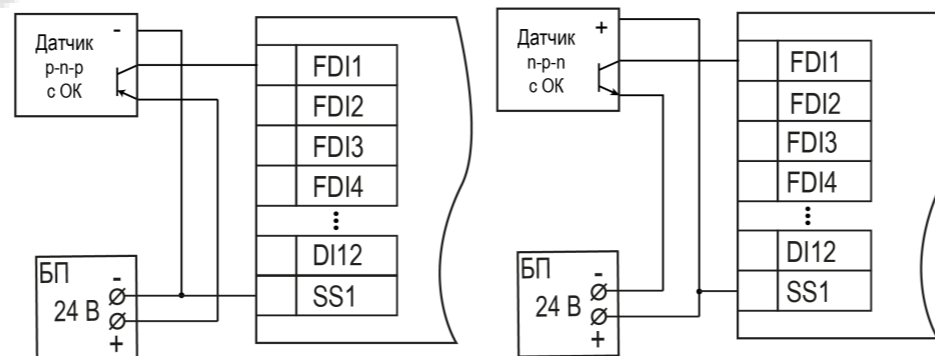 Датчик
p-n-p
с ОК
-
FDI1
FDI2
FDI3
FDI4
DI12
SS1
БП
-
24 В
+
Датчик
n-p-n
с ОК
+
FDI1
FDI2
FDI3
FDI4
DI12
SS1
БП
-
24 В
+